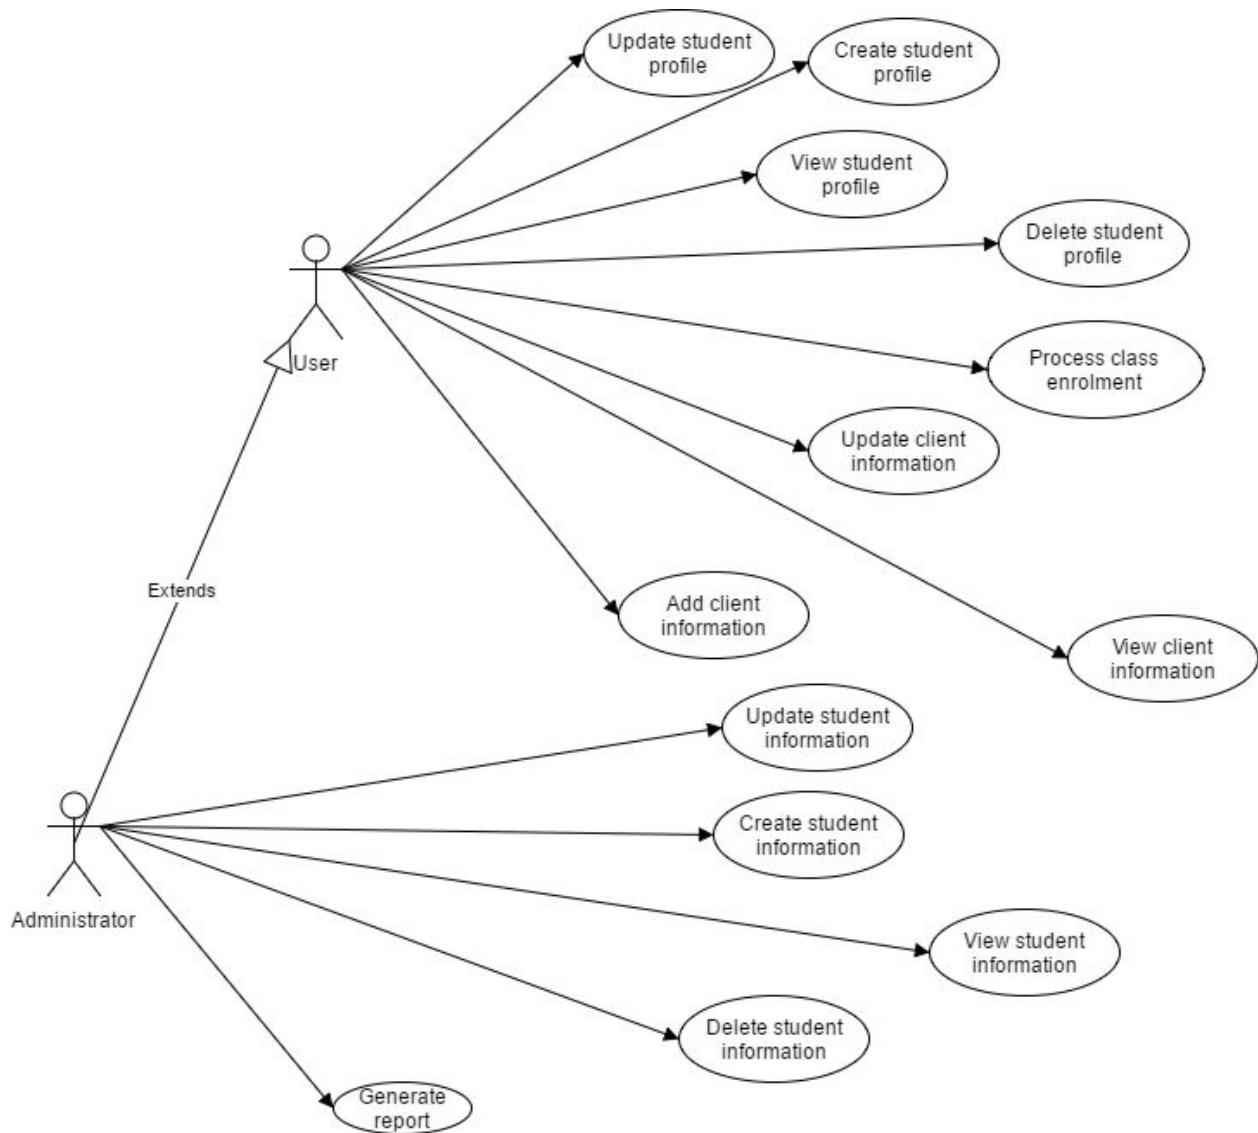 Update student
profile
Create student
profile
View student
profile
Delete student
profile
User
Process class
enrolment
Update client
information
Extends
Add client
information
View client
information
Update student
information
Create student
information
Administrator
View student
information
Delete student
information
Generate
report